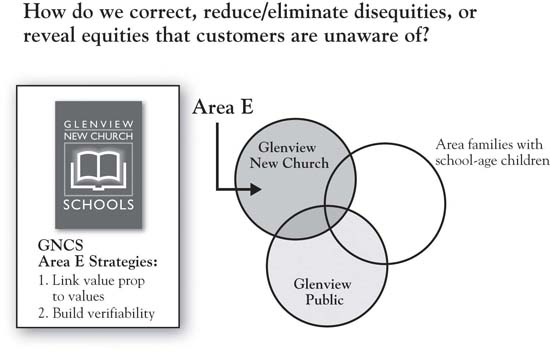 How do we correct, reduce/eliminate disequities, or
reveal equities that customers are unaware of?
GLENVIEW
NEW CHURCH
SCHOOLS
GNCS
Area E Strategies:
1. Link value prop
to values
2. Build verifiability
Area E
Glenview
New Church
Area families with
school-age children
Glenview
Public